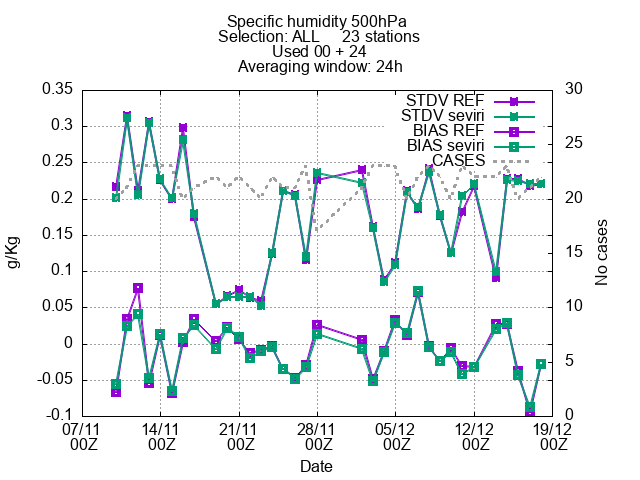 Specific humidity 500hPa
Selection: ALL 23 stations
Used 00 + 24
Averaging window: 24h
0.35
0.3
0.25
0.2
0.15
0.1
0.05
0
-0.05
-0.1
30
25
20
15
10
5
0
STDV REF
STDV seviri
BIAS REF
BIAS seviri
CASES
g/Kg
No cases
07/11 14/11 21/11 28/11 05/12 12/12 19/12
00Z 00Z 00Z 00Z 00Z 00Z 00Z
Date